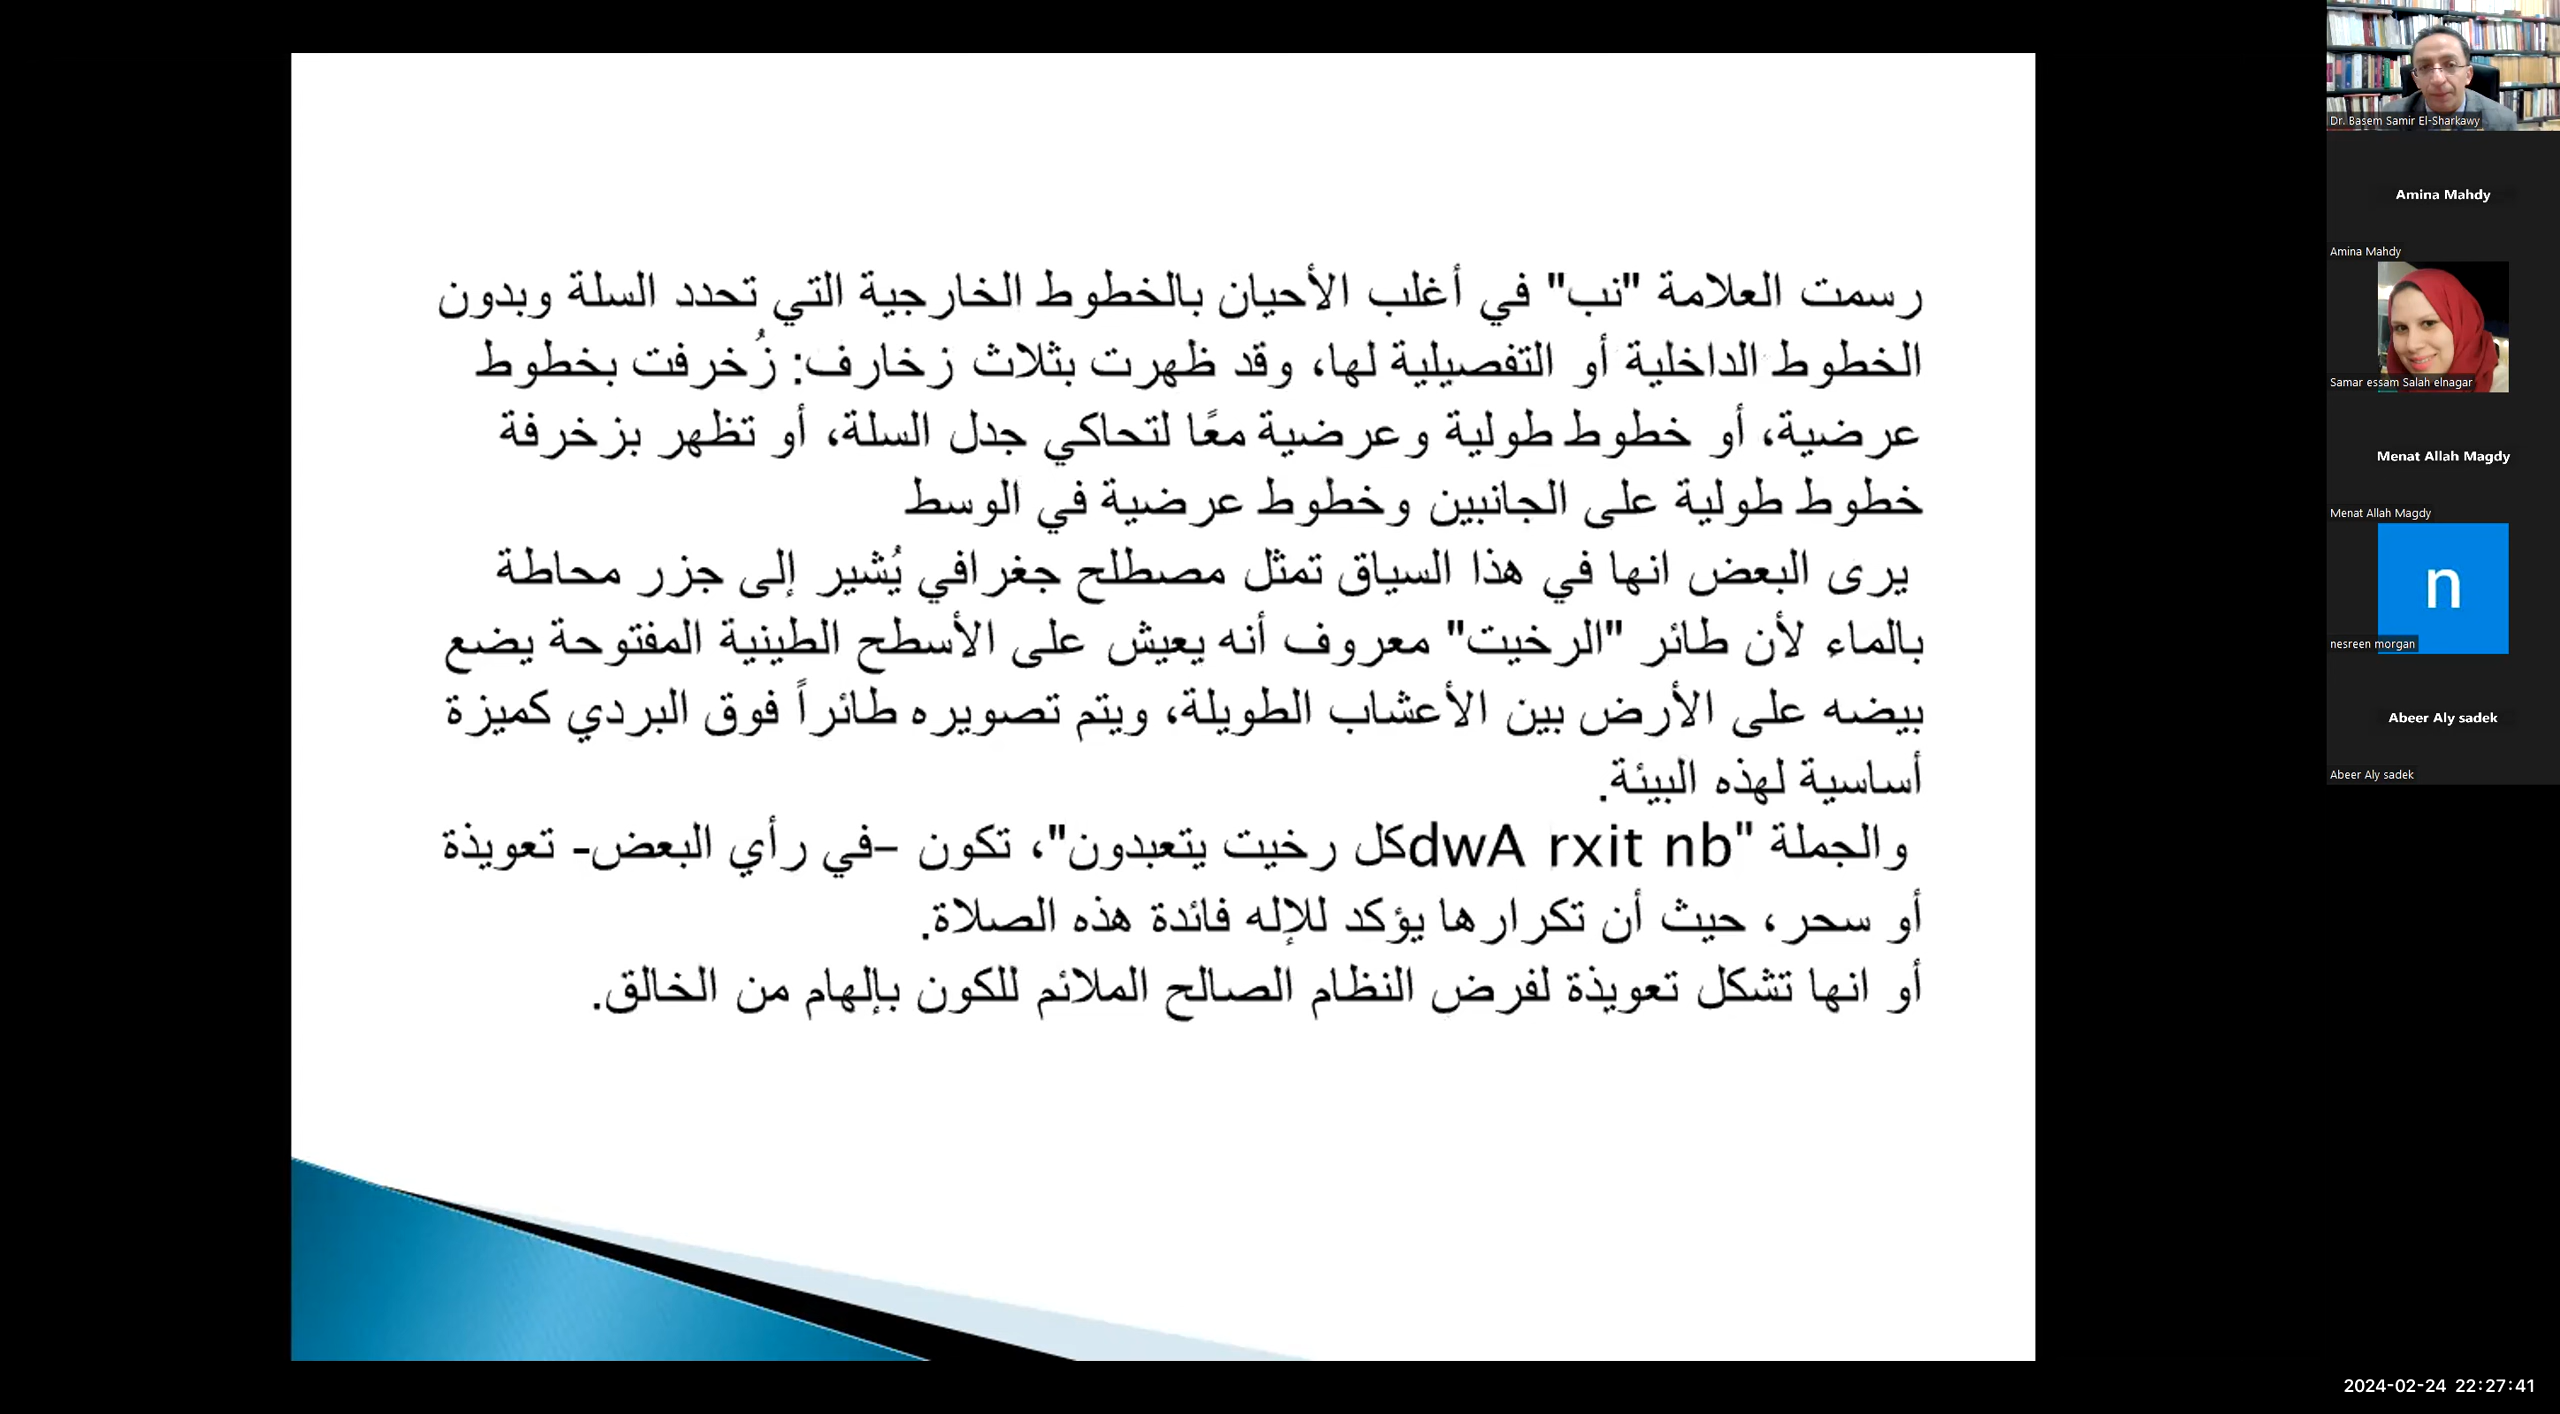 رسمت العلامة "نب" في أغلب الأحيان بالخطوط الخارجية التي تحدد السلة وبدون
الخطوط الداخلية أو التفصيلية لها، وقد ظهرت بثلاث زخارف: زُخرفت بخطوط
عرضية، أو خطوط طولية وعرضية معًا لتحاكي جدل السلة، أو تظهر بزخرفة
خطوط طولية على الجانبين وخطوط عرضية في الوسط
يرى البعض انها في هذا السياق تمثل مصطلح جغرافي يُشير إلى جزر محاطة
بالماء لأن طائر "الرخيت" معروف أنه يعيش على الأسطح الطينية المفتوحة يضع
بيضه على الأرض بين الأعشاب الطويلة، ويتم تصويره طائراً فوق البردي كميزة
أساسية لهذه البيئة.
والجملة "dwA rxit nbكل رخيت يتعبدون"، تكون –في رأي البعض- تعويذة
أو سحر، حيث أن تكرارها يؤكد للإله فائدة هذه الصلاة.
أو انها تشكل تعويذة لفرض النظام الصالح الملائم للكون بإلهام من الخالق.
Dr. Basem Samir El-Sharkawy
Amina Mahdy
Amina Mahdy
Samar essam Salah elnagar
Menat Allah Magdy
Menat Allah Magdy
n
nesreen morgan
Abeer Aly sadek
Abeer Aly sadek
2024-02-24 22:27:41